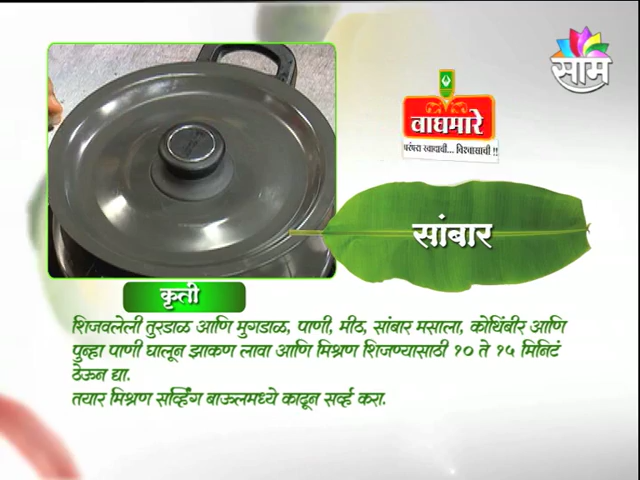 साम
वाघमारे
परंपरा स्वादाची... विश्वासाची !!
सांबार
कृती
शिजवलेली तुरडाळ आणि मुगडाळ, पाणी, मीठ, सांबार मसाला, कोथिंबीर आणि
पुन्हा पाणी घालून झाकण लावा आणि मिश्रण शिजण्यासाठी १० ते १५ मिनिटं
ठेऊन द्या.
तयार मिश्रण सर्व्हिंग बाऊलमध्ये काढून सर्व्ह करा.